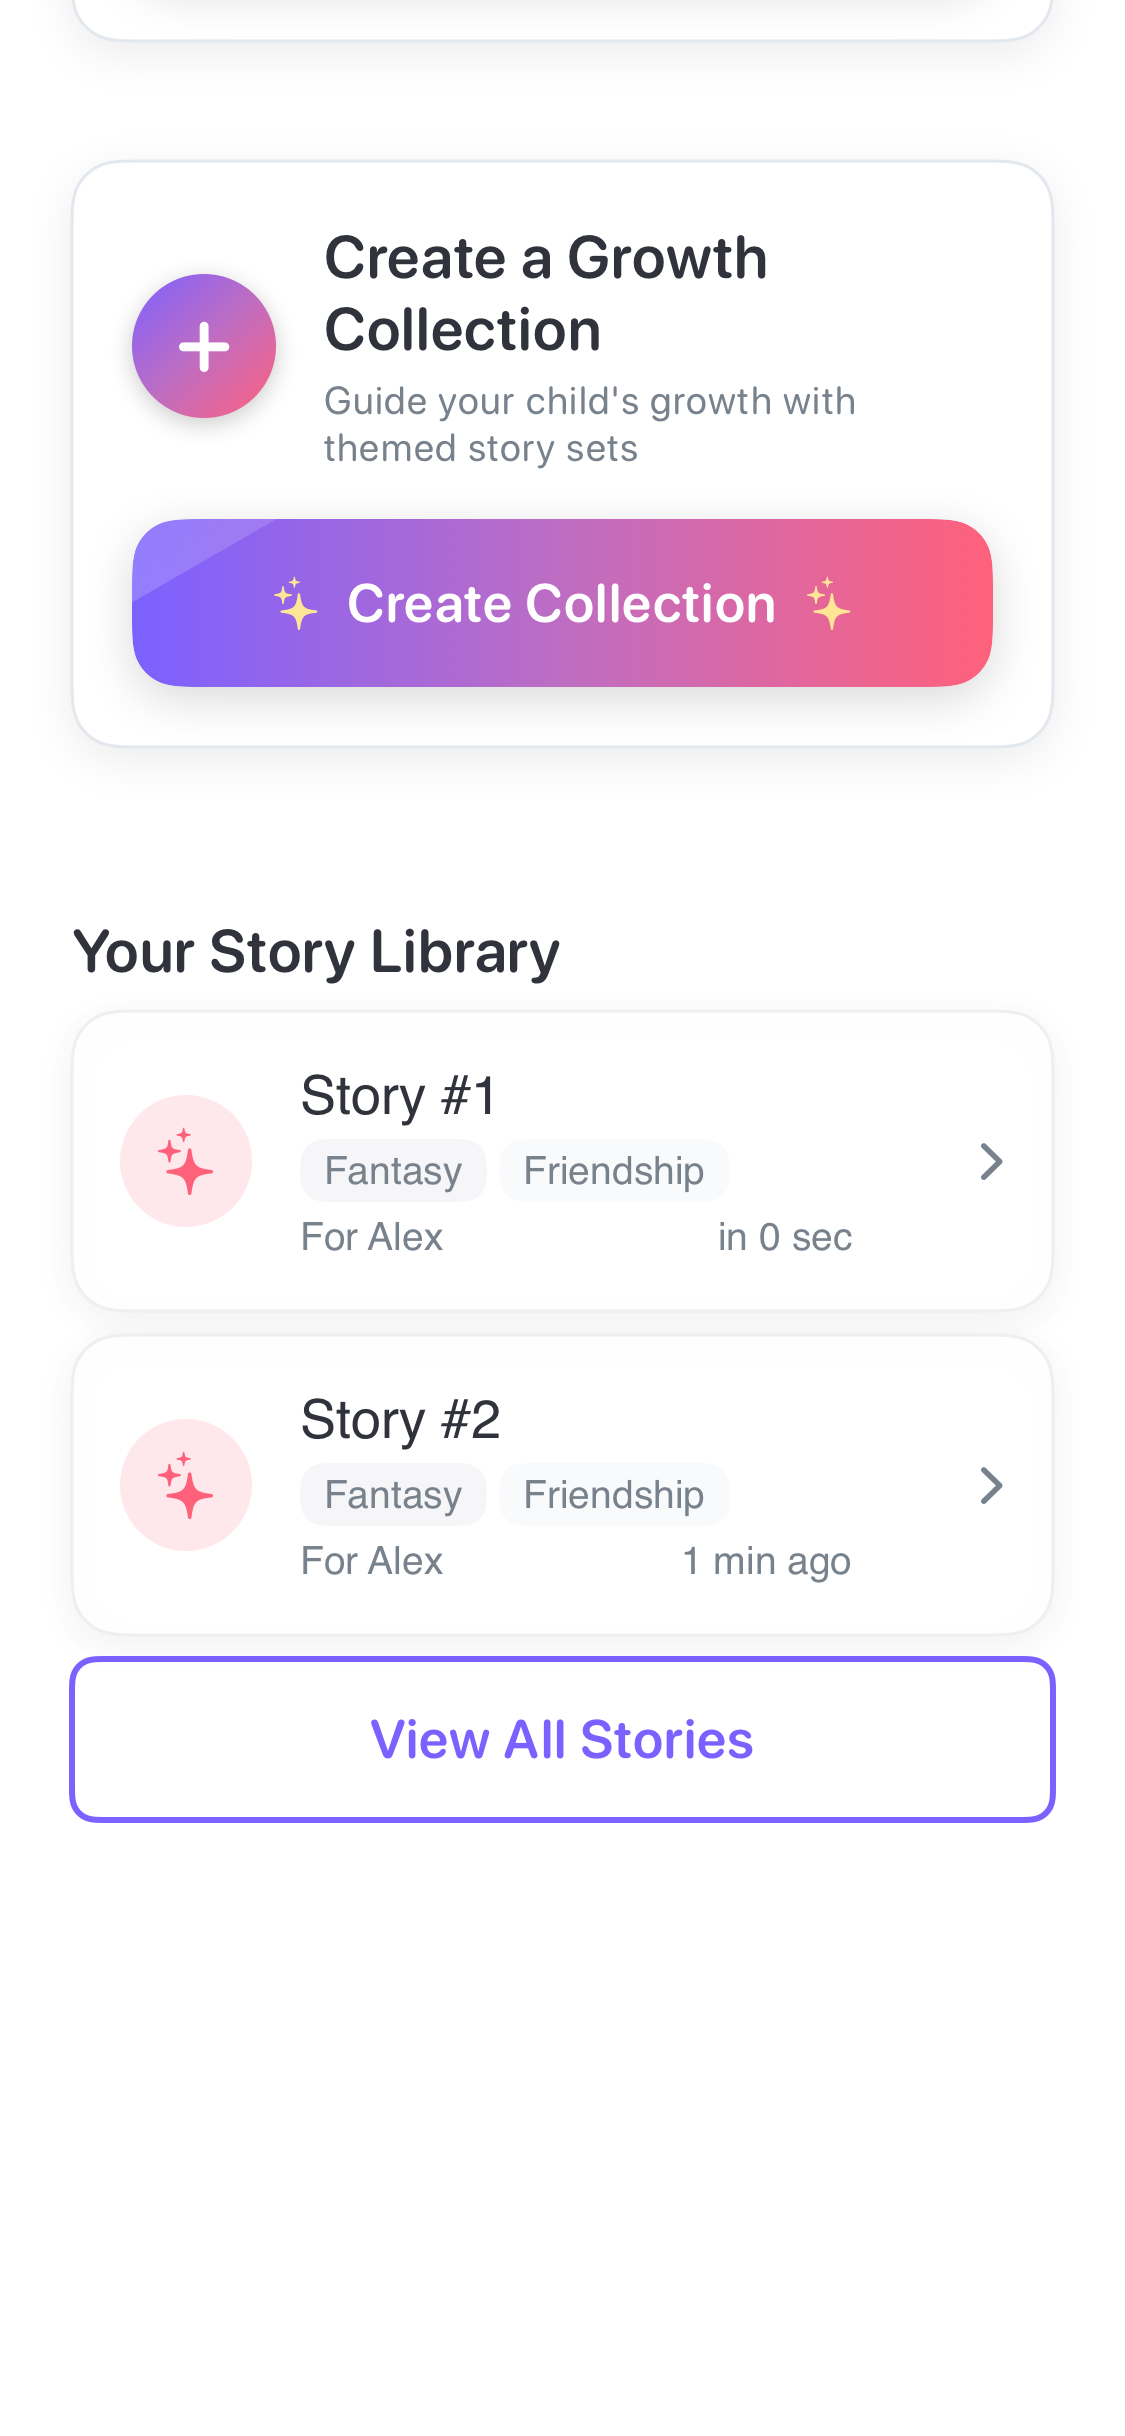 Create a Growth
Collection
Guide your child's growth with
themed story sets
Create Collection
Your Story Library
Story #1
Fantasy Friendship
For Alex in 0 sec
Story #2
Fantasy Friendship
For Alex 1 min ago
View All Stories